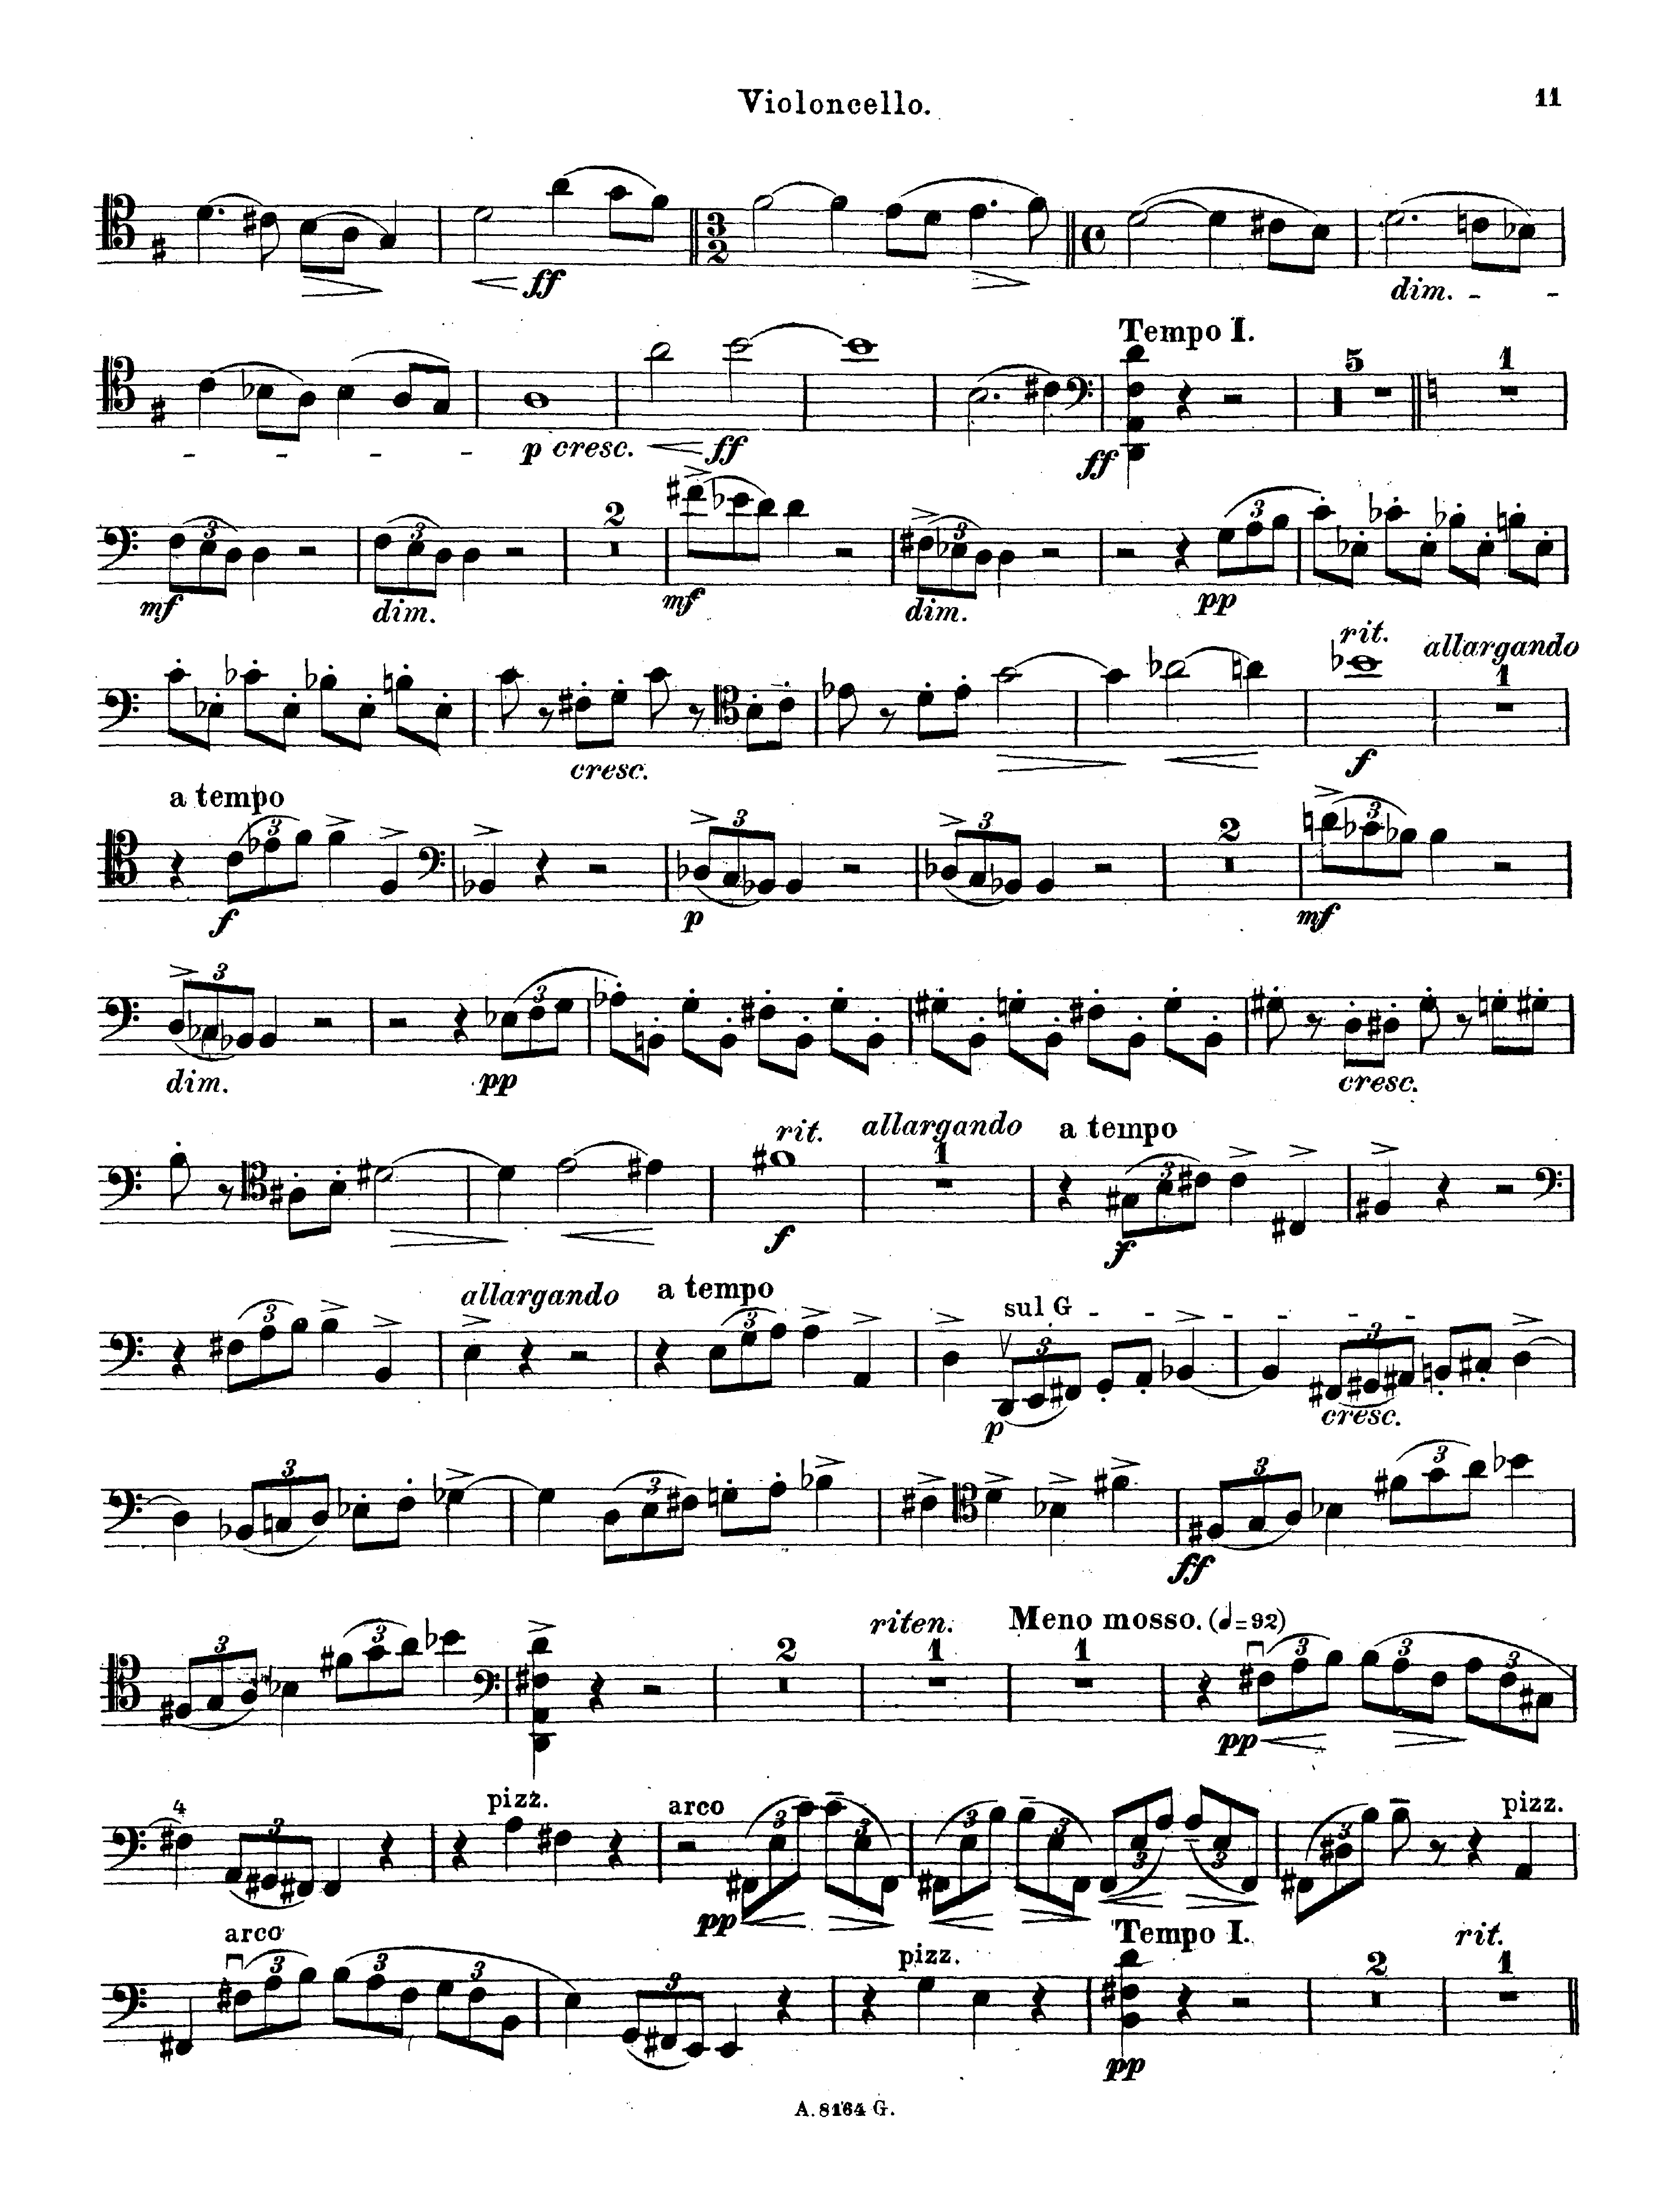 Violoncello. 11
ff
3
2
dim.
Tempo I.
5 1
p cresc. ff ff
3 3 2 3 3
mf dim. mf dim. pp
rit. allargando
1
cresc. f
a tempo
3 3 3 2 3
f p mf
3 3
dim. pp cresc.
rit. allargando a tempo
1 3
f f
allargando a tempo sul G
3 3 3 3
p cresc.
3 3 3 3
ff
riten. Meno mosso. (♩=92)
3 3 2 1 1 3 3 3
pp
4 pizz. arco pizz.
3 3 3 3 3 3 3 3
pp
arco pizz. Tempo I. rit.
3 3 3 3 2 1
pp
A. 8164 G.